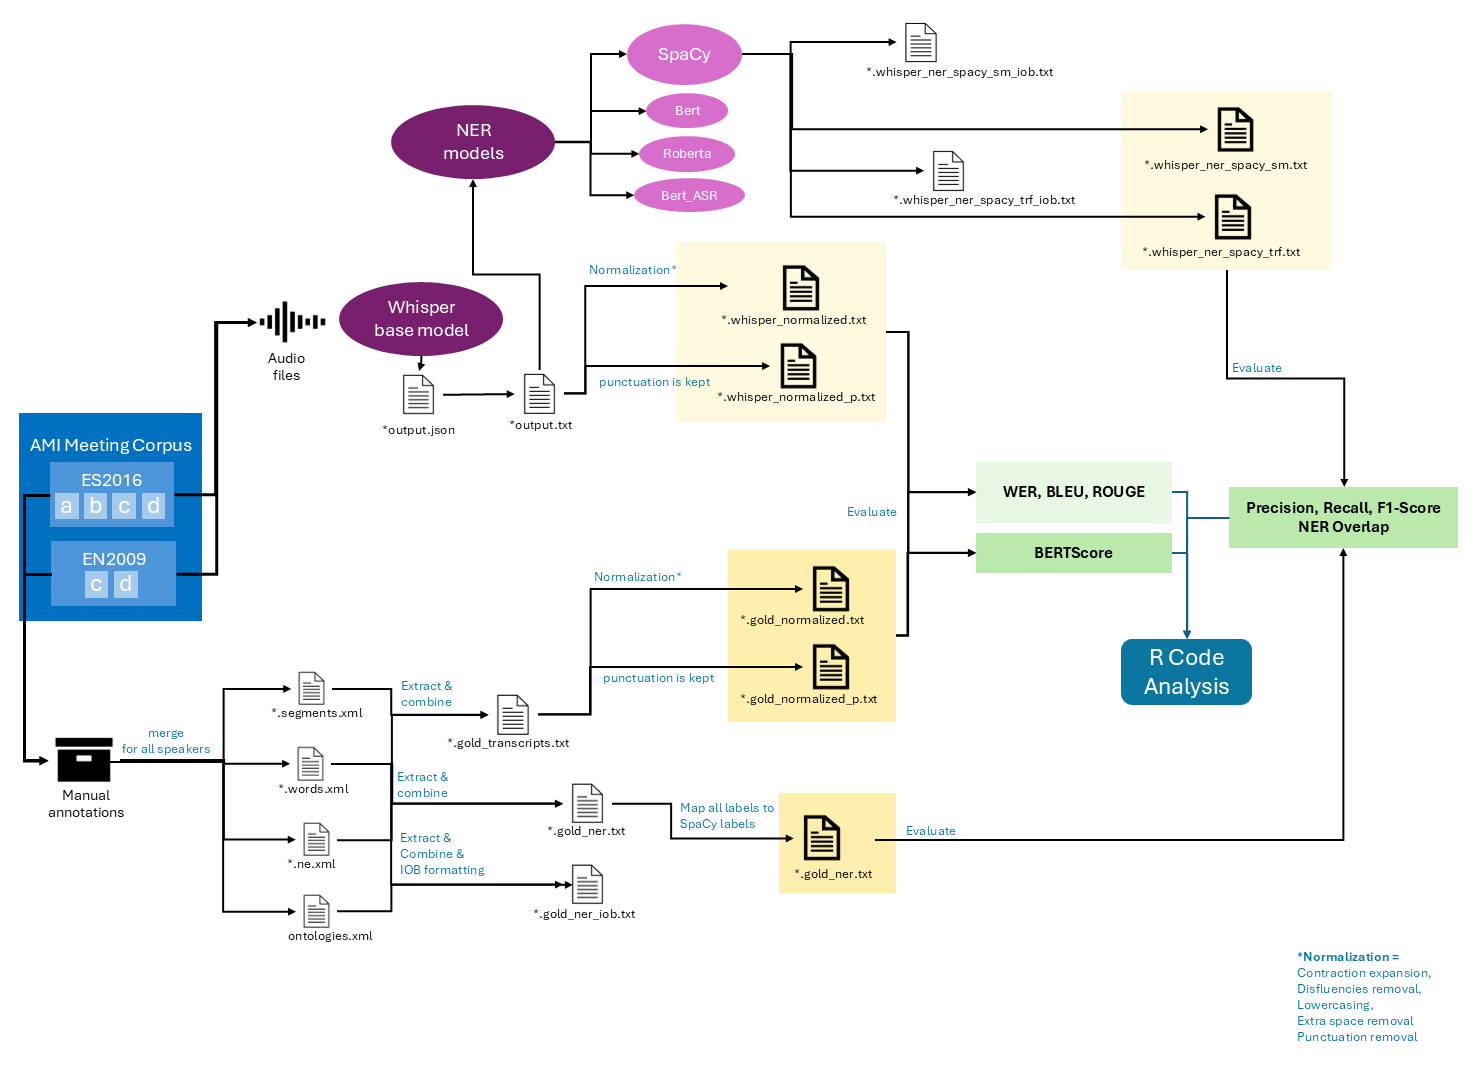 SpaCy
Bert
Roberta
Bert_ASR
NER
models
*.whisper_ner_spacy_sm_iob.txt
*.whisper_ner_spacy_sm.txt
*.whisper_ner_spacy_trf_iob.txt
*.whisper_ner_spacy_trf.txt
Normalization*
*.whisper_normalized.txt
punctuation is kept
*.whisper_normalized_p.txt
Whisper
base model
Audio
files
*output.json
*output.txt
Evaluate
AMI Meeting Corpus
ES2016
a b c d
EN2009
c d
Evaluate
WER, BLEU, ROUGE
BERTScore
Precision, Recall, F1-Score
NER Overlap
Normalization*
*.gold_normalized.txt
punctuation is kept
*.gold_normalized_p.txt
R Code
Analysis
merge
for all speakers
Manual
annotations
*.segments.xml
*.words.xml
*.ne.xml
ontologies.xml
Extract &
combine
*.gold_transcripts.txt
Extract &
combine
*.gold_ner.txt
Extract &
Combine &
IOB formatting
*.gold_ner_iob.txt
Map all labels to
SpaCy labels
*.gold_ner.txt
Evaluate
*Normalization =
Contraction expansion,
Disfluencies removal,
Lowercasing,
Extra space removal
Punctuation removal